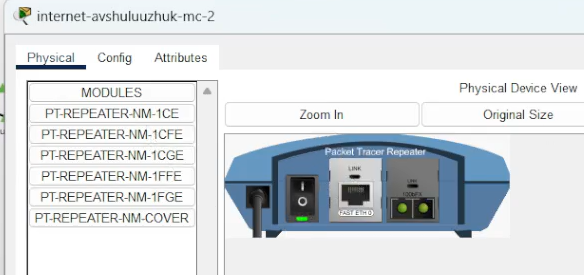 internet-avshuluuzhuk-mc-2
Physical Config Attributes
MODULES
PT-REPEATER-NM-1CE
PT-REPEATER-NM-1CFE
PT-REPEATER-NM-1CGE
PT-REPEATER-NM-1FFE
PT-REPEATER-NM-1FGE
PT-REPEATER-NM-COVER
Physical Device View
Zoom In Original Size
Packet Tracer Repeater
LINK LINK
100bFX
FAST ETH 0